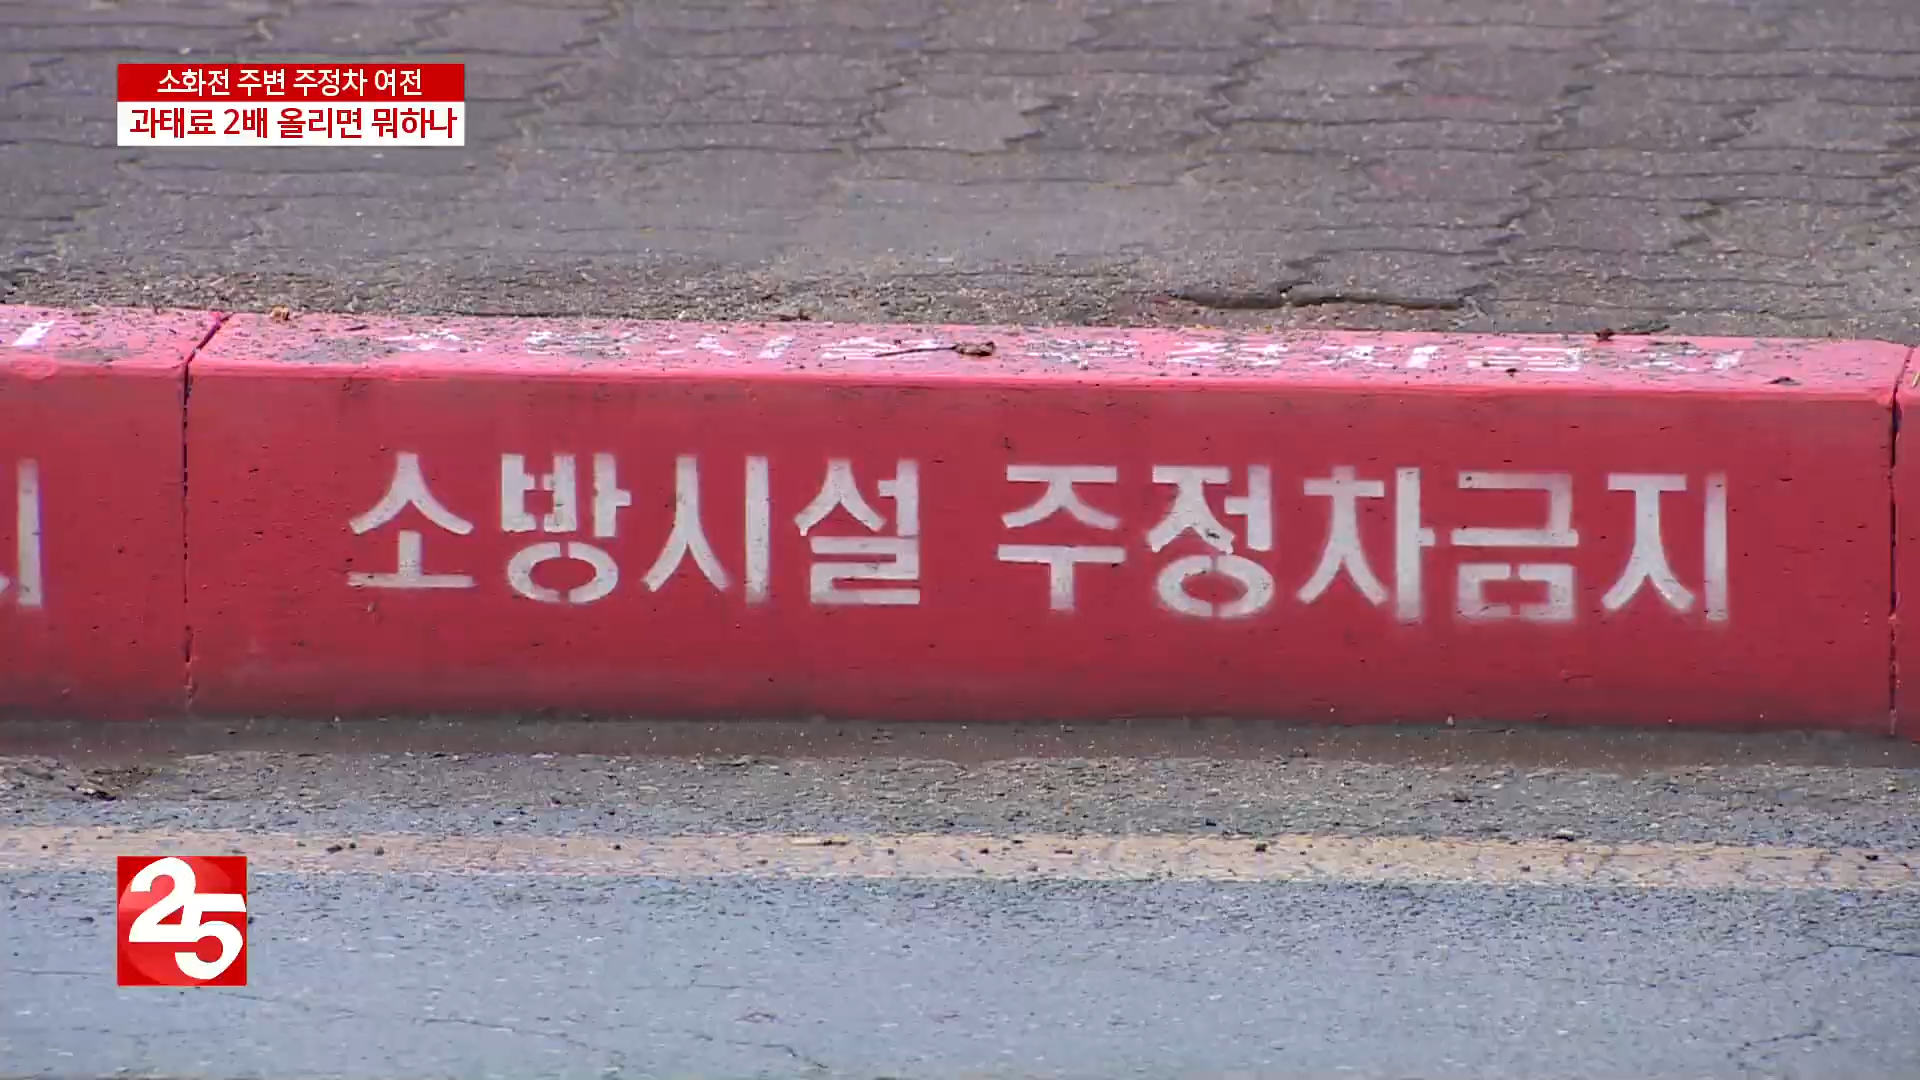 소화전 주변 주정차 여전
과태료 2배 올리면 뭐하나
소방시설 주정차금지
지
25